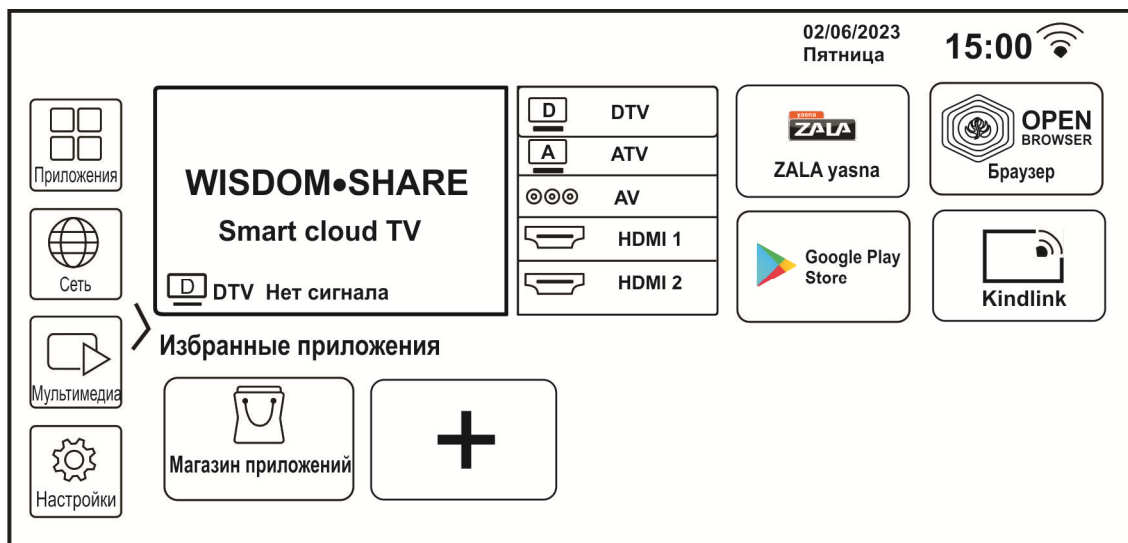 02/06/2023
Пятница
15:00
Приложения
Сеть
Мультимедиа
Настройки
WISDOM•SHARE
Smart cloud TV
D
DTV Нет сигнала
D
DTV
A
ATV
AV
HDMI 1
HDMI 2
yasna
ZALA
ZALA yasna
OPEN
BROWSER
Браузер
Google Play
Store
Kindlink
Избранные приложения
Магазин приложений
+